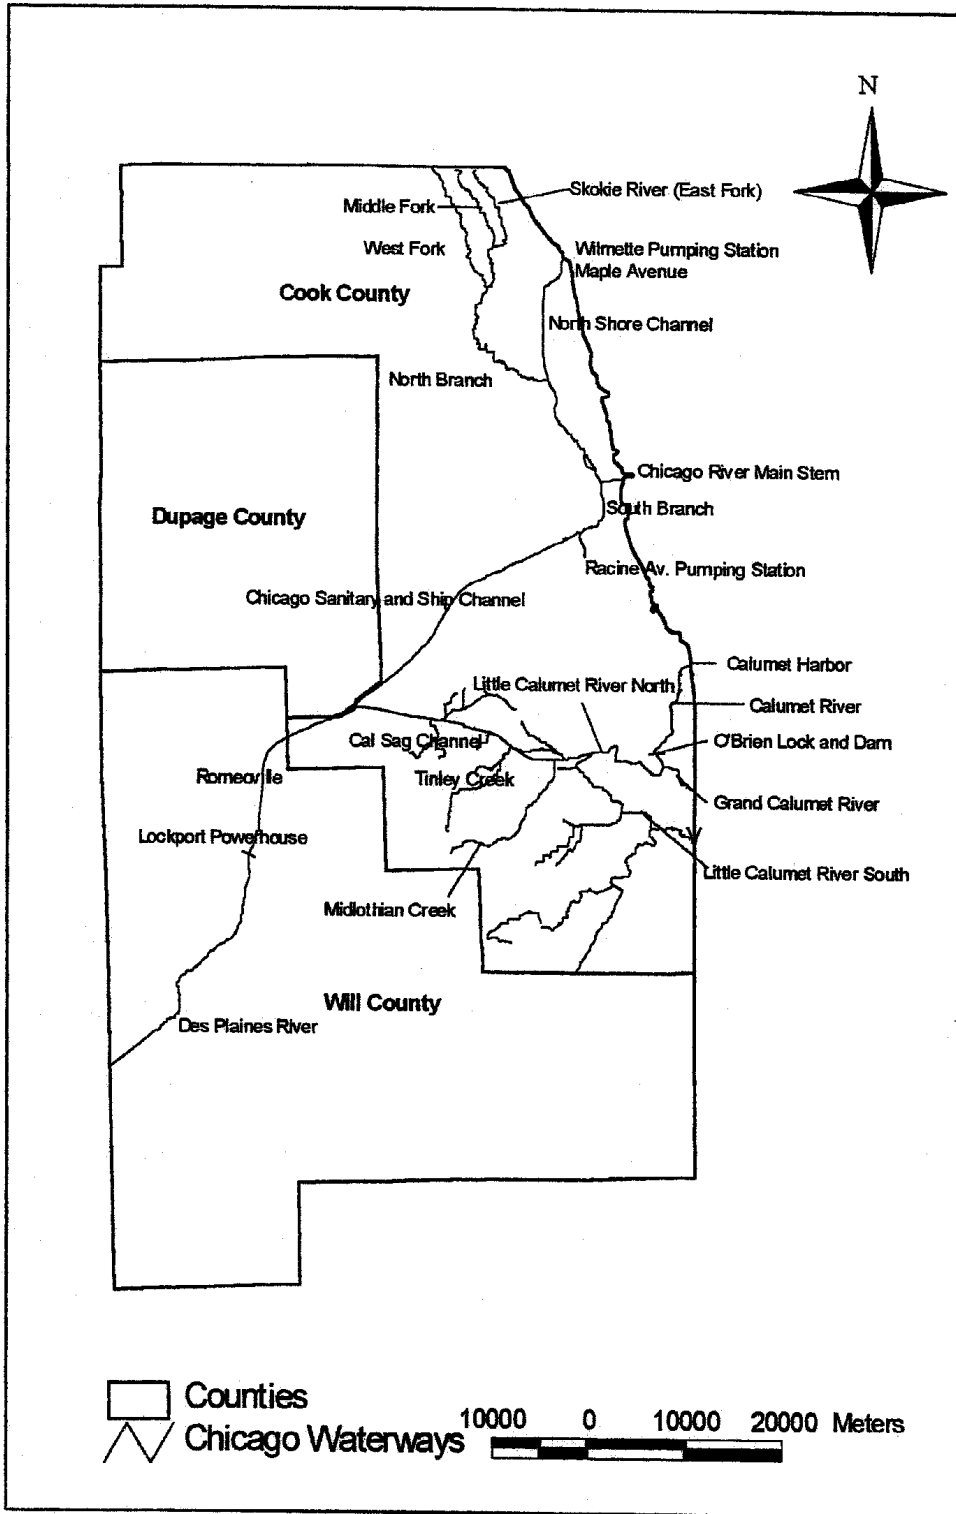 N
Skokie River (East Fork)
Middle Fork
West Fork
Wilmette Pumping Station
Maple Avenue
Cook County
North Shore Channel
North Branch
Chicago River Main Stem
South Branch
Dupage County
Racine Av. Pumping Station
Chicago Sanitary and Ship Channel
Calumet Harbor
Little Calumet River North
Calumet River
Cal Sag Channel
O'Brien Lock and Dam
Romeoville
Tinley Creek
Grand Calumet River
Lockport Powerhouse
Little Calumet River South
Midlothian Creek
Will County
Des Plaines River
Counties
Chicago Waterways
10000 0 10000 20000 Meters